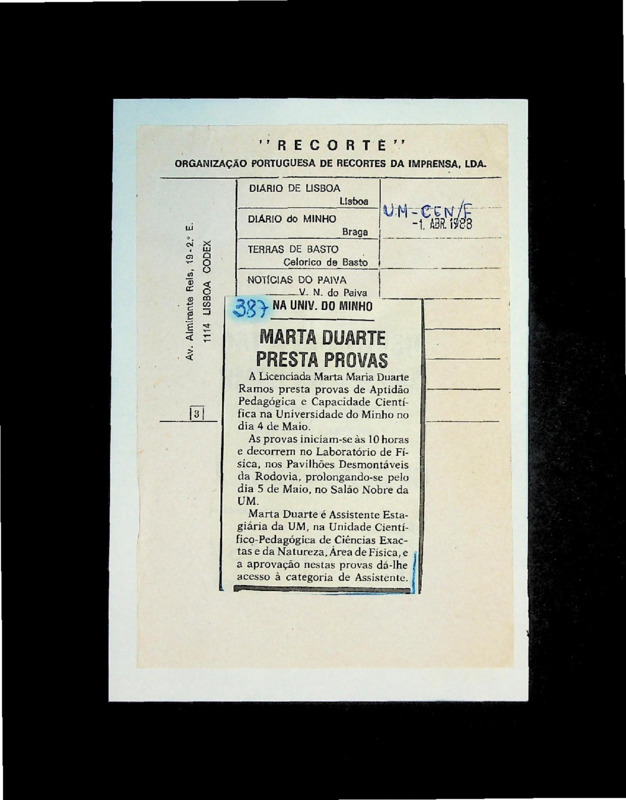 "RECORTE"
ORGANIZAÇÃO PORTUGUESA DE RECORTES DA IMPRENSA, LDA.
Av. Almirante Reis, 19-2.º E.
1114 LISBOA CODEX
3
DIÁRIO DE LISBOA
Lisboa
DIÁRIO do MINHO
Braga
TERRAS DE BASTO
Celorico de Basto
NOTÍCIAS DO PAIVA
V. N. do Paiva
UM-CEN/F
-1. ABR. 1988
387
NA UNIV. DO MINHO
MARTA DUARTE
PRESTA PROVAS
A Licenciada Marta Maria Duarte
Ramos presta provas de Aptidão
Pedagógica e Capacidade Cientí-
fica na Universidade do Minho no
dia 4 de Maio.
As provas iniciam-se às 10 horas
e decorrem no Laboratório de Fí-
sica, nos Pavilhões Desmontáveis
da Rodovia, prolongando-se pelo
dia 5 de Maio, no Salão Nobre da
UM.
Marta Duarte é Assistente Esta-
giária da UM, na Unidade Cientí-
fico-Pedagógica de Ciências Exac-
tas e da Natureza, Área de Física, e
a aprovação nestas provas dá-lhe
acesso à categoria de Assistente.